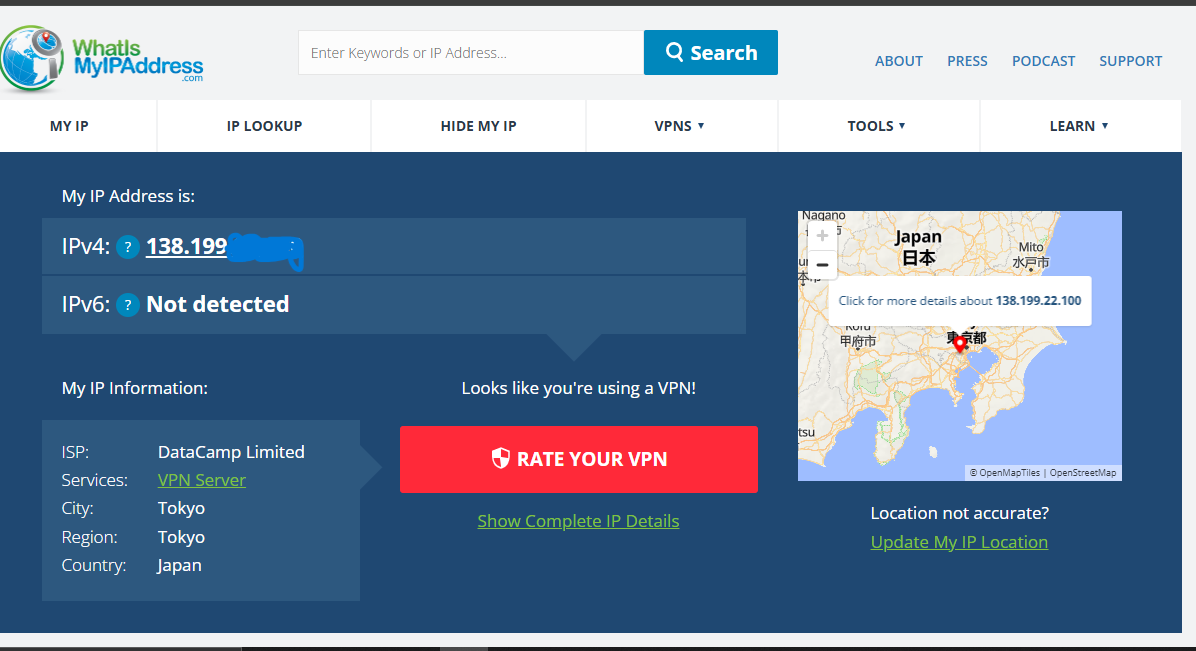 WhatIs
MyIPAddress
.com
Enter Keywords or IP Address...
Search
ABOUT PRESS PODCAST SUPPORT
MY IP IP LOOKUP HIDE MY IP VPNS TOOLS LEARN
My IP Address is:
IPv4: ? 138.199
IPv6: ? Not detected
My IP Information:
ISP: DataCamp Limited
Services: VPN Server
City: Tokyo
Region: Tokyo
Country: Japan
Looks like you're using a VPN!
RATE YOUR VPN
Show Complete IP Details
Nagano
Japan
日本
Mito
水戸市
Click for more details about 138.199.22.100
甲府市
東京都
tsu
© OpenMapTiles | OpenStreetMap
Location not accurate?
Update My IP Location